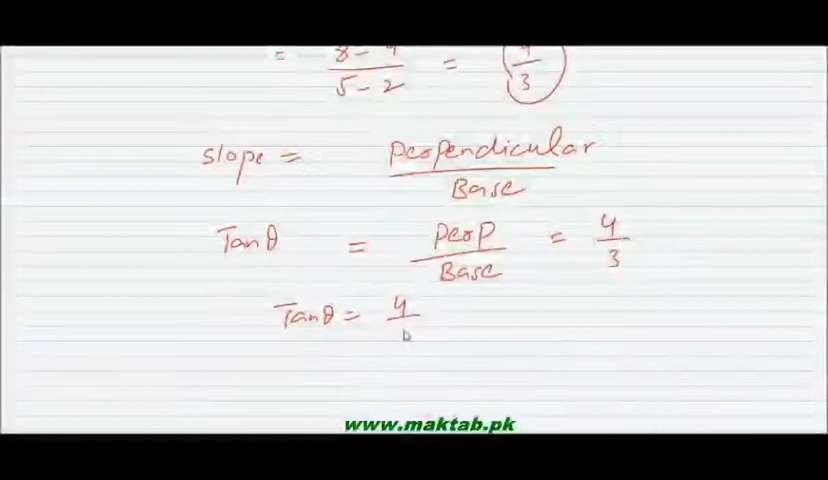 = 8 - 4 / 5 - 2 = 4 / 3
Slope = Perpendicular / Base
Tanθ = Perp / Base = 4 / 3
Tanθ = 4
www.maktab.pk